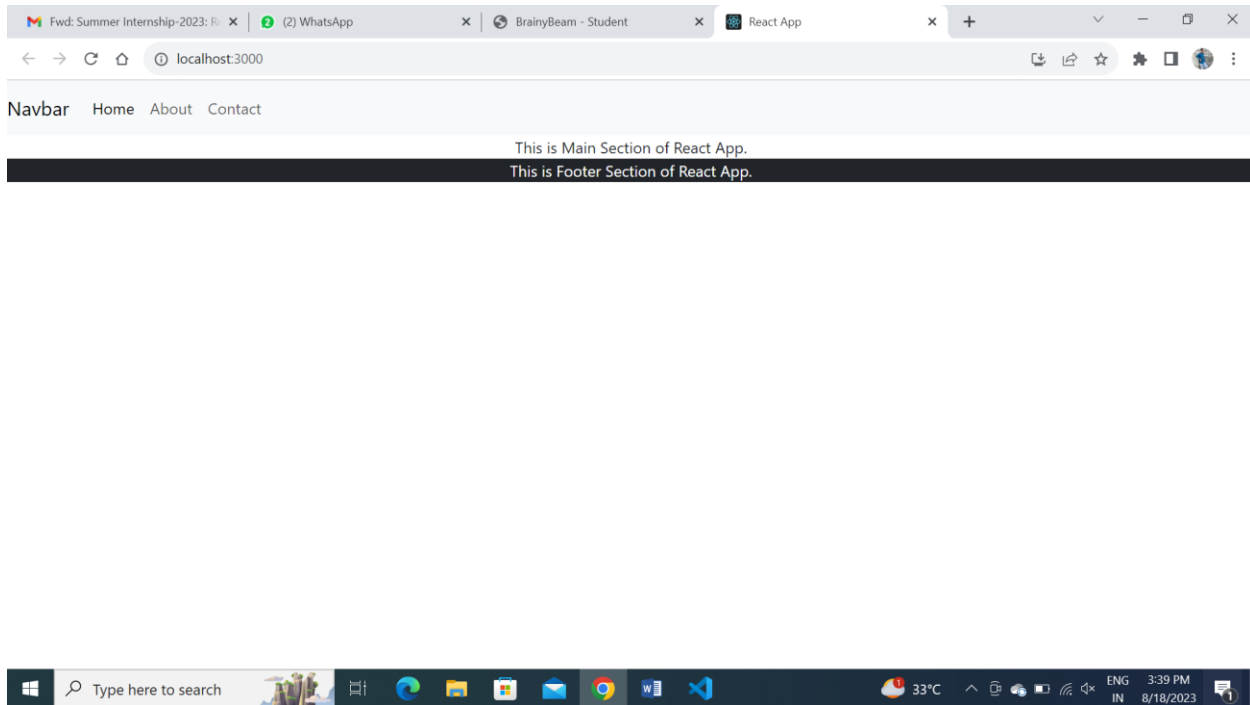 Fwd: Summer Internship-2023: R
(2) WhatsApp
BrainyBeam - Student
React App
localhost:3000
Navbar Home About Contact
This is Main Section of React App.
This is Footer Section of React App.
Type here to search
33°C
ENG
IN
3:39 PM
8/18/2023